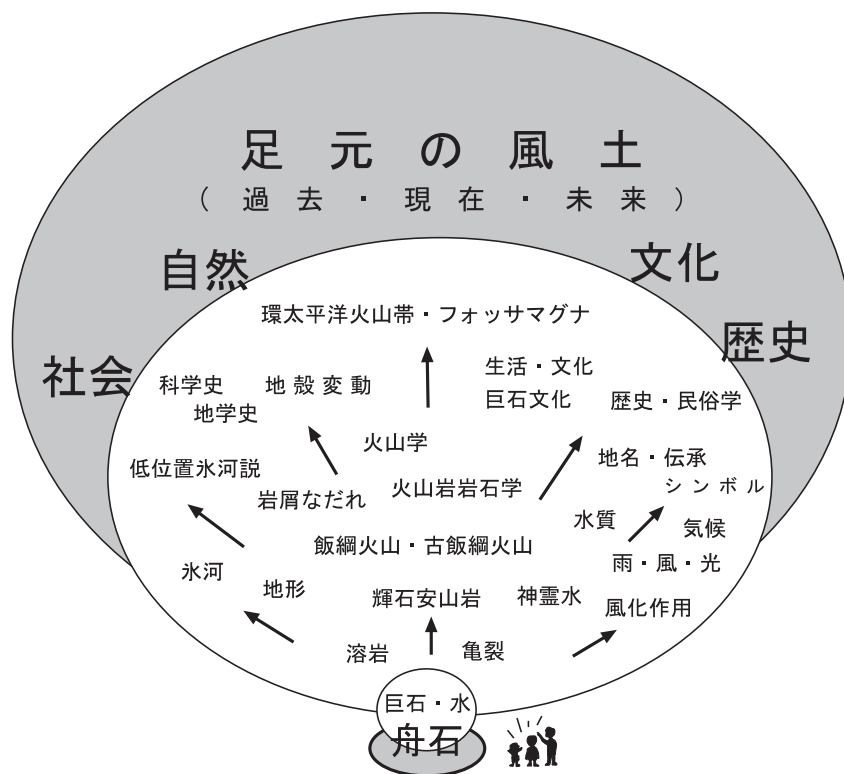 足元の風土
(過去・現在・未来)
自然
文化
社会
歴史
環太平洋火山帯・フォッサマグナ
科学史
地学史
地殻変動
生活・文化
巨石文化
歴史・民俗学
火山学
低位置氷河説
岩屑なだれ
火山岩岩石学
地名・伝承
シンボル
水質
気候
飯綱火山・古飯綱火山
雨・風・光
氷河
地形
輝石安山岩
神霊水
風化作用
溶岩
亀裂
巨石・水
舟石